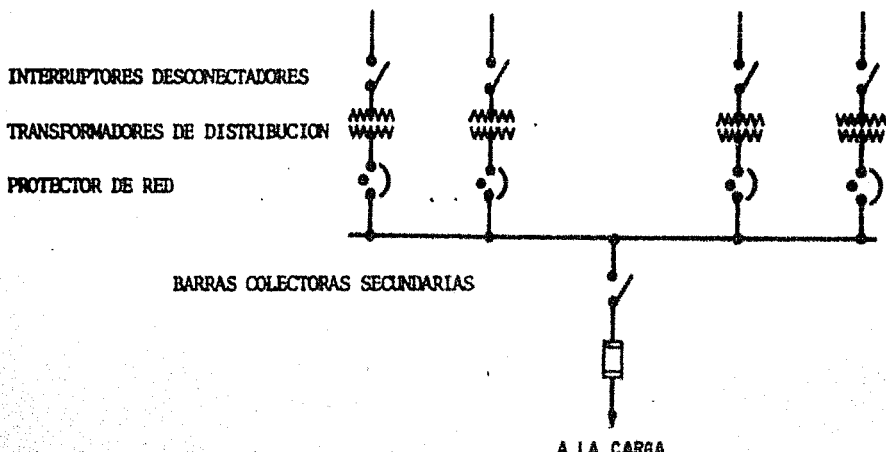 INTERRUPTORES DESCONECTADORES
TRANSFORMADORES DE DISTRIBUCION
PROTECTOR DE RED
BARRAS COLECTORAS SECUNDARIAS
A LA CARGA